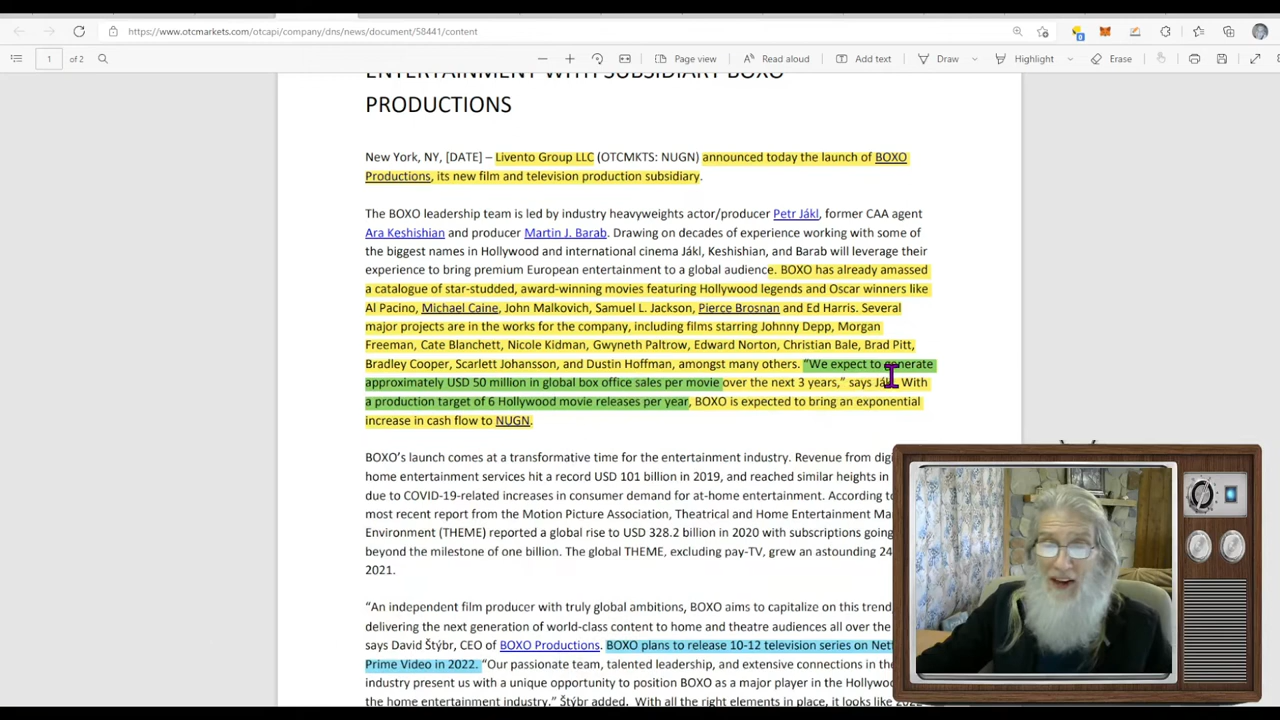 https://www.otcmarkets.com/otcapi/company/dns/news/document/58441/content
1 of 2 Page view Read aloud Add text Draw Highlight Erase
ENTERTAINMENT WITH SUBSIDIARY BOXO
PRODUCTIONS
New York, NY, [DATE] – Livento Group LLC (OTCMKTS: NUGN) announced today the launch of BOXO
Productions, its new film and television production subsidiary.
The BOXO leadership team is led by industry heavyweights actor/producer Petr Jákl, former CAA agent
Ara Keshishian and producer Martin J. Barab. Drawing on decades of experience working with some of
the biggest names in Hollywood and international cinema Jákl, Keshishian, and Barab will leverage their
experience to bring premium European entertainment to a global audience. BOXO has already amassed
a catalogue of star-studded, award-winning movies featuring Hollywood legends and Oscar winners like
Al Pacino, Michael Caine, John Malkovich, Samuel L. Jackson, Pierce Brosnan and Ed Harris. Several
major projects are in the works for the company, including films starring Johnny Depp, Morgan
Freeman, Cate Blanchett, Nicole Kidman, Gwyneth Paltrow, Edward Norton, Christian Bale, Brad Pitt,
Bradley Cooper, Scarlett Johansson, and Dustin Hoffman, amongst many others. “We expect to generate
approximately USD 50 million in global box office sales per movie over the next 3 years,” says Jákl. With
a production target of 6 Hollywood movie releases per year, BOXO is expected to bring an exponential
increase in cash flow to NUGN.
BOXO’s launch comes at a transformative time for the entertainment industry. Revenue from
home entertainment services hit a record USD 101 billion in 2019, and reached similar heights in
due to COVID-19-related increases in consumer demand for at-home entertainment. According to
most recent report from the Motion Picture Association, Theatrical and Home Entertainment
Environment (THEME) reported a global rise to USD 328.2 billion in 2020 with subscriptions going
beyond the milestone of one billion. The global THEME, excluding pay-TV, grew an astounding 24
2021.
“An independent film producer with truly global ambitions, BOXO aims to capitalize on this trend
delivering the next generation of world-class content to home and theatre audiences all over the
says David Štýbr, CEO of BOXO Productions. BOXO plans to release 10-12 television series on
Prime Video in 2022. “Our passionate team, talented leadership, and extensive connections in the
industry present us with a unique opportunity to position BOXO as a major player in the Hollywood
the home entertainment industry.” Štýbr added. With all the right elements in place, it looks like